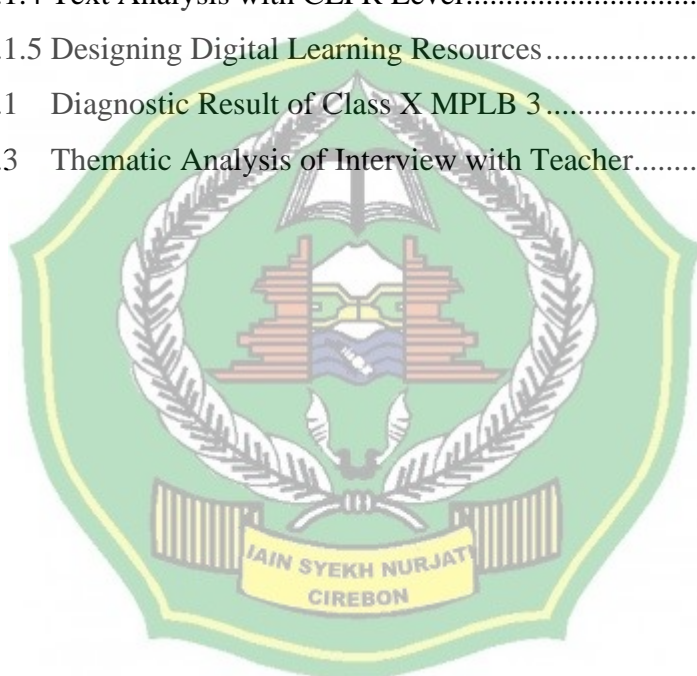 .1.4 Text Analysis with CEFR Level..............................
.1.5 Designing Digital Learning Resources......................
.1 Diagnostic Result of Class X MPLB 3......................
.3 Thematic Analysis of Interview with Teacher.........
IAIN SYEKH NURJATI
CIREBON